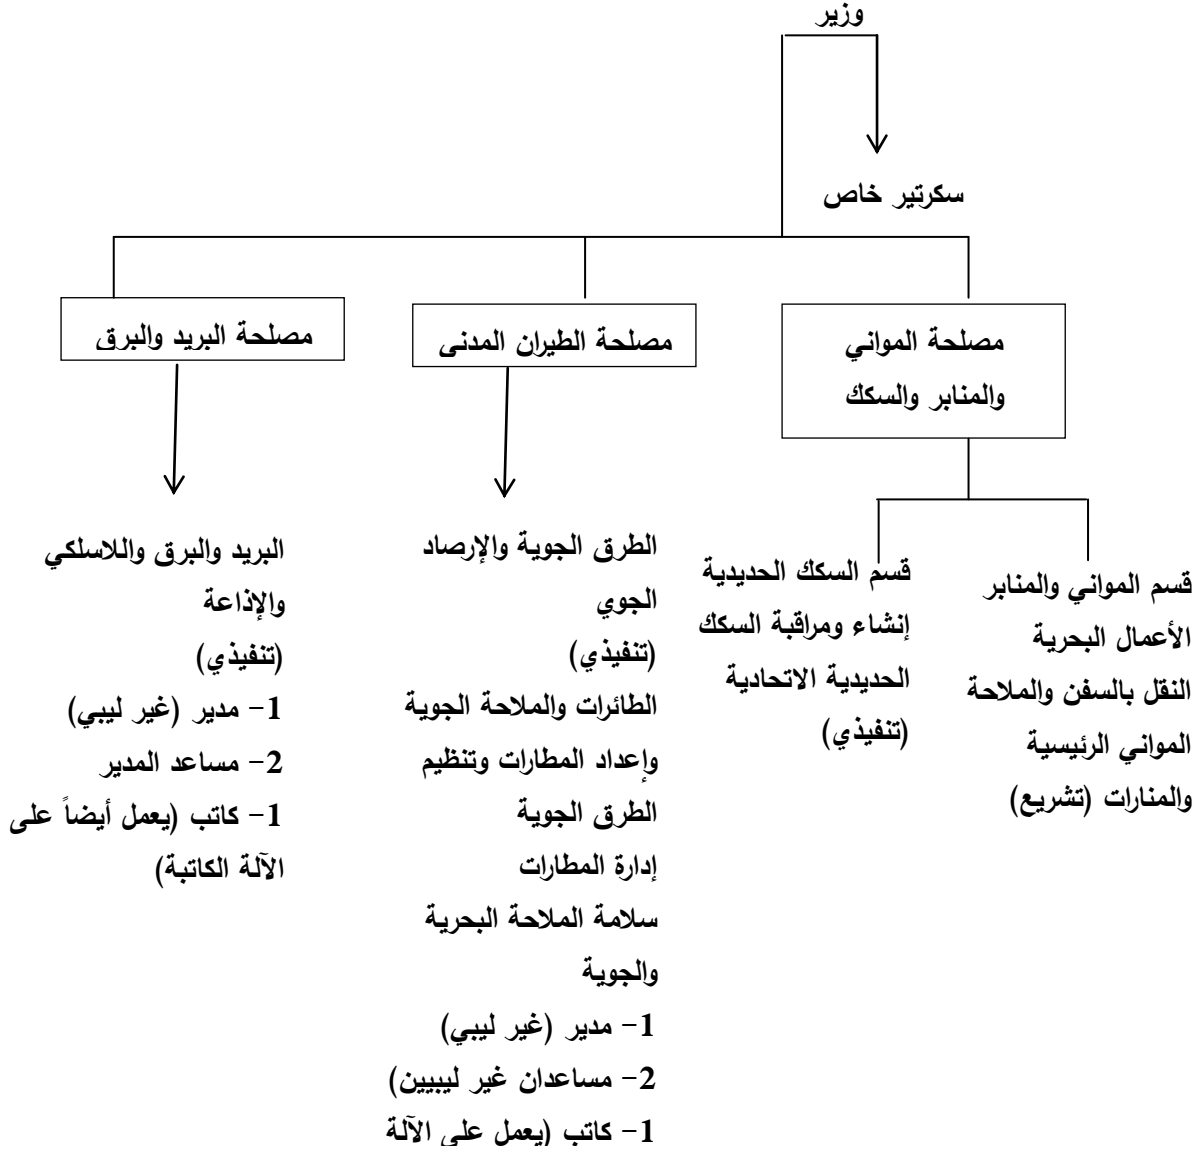 وزير
سكرتير خاص
مصلحة المواني
والمنابر والسكك
مصلحة الطيران المدني
مصلحة البريد والبرق
قسم المواني والمنابر
الأعمال البحرية
النقل بالسفن والملاحة
المواني الرئيسية
والمنارات (تشريع)
قسم السكك الحديدية
إنشاء ومراقبة السكك
الحديدية الاتحادية
(تنفيذي)
الطرق الجوية والإرصاد
الجوي
(تنفيذي)
الطائرات والملاحة الجوية
وإعداد المطارات وتنظيم
الطرق الجوية
إدارة المطارات
سلامة الملاحة البحرية
والجوية
1- مدير (غير ليبي)
2- مساعدان غير ليبيين)
1- كاتب (يعمل على الآلة
البريد والبرق واللاسلكي
والإذاعة
(تنفيذي)
1- مدير (غير ليبي)
2- مساعد المدير
1- كاتب (يعمل أيضاً على
الآلة الكاتبة)